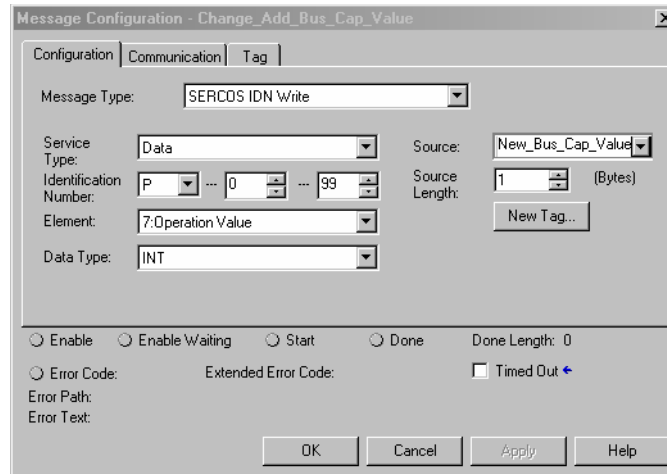 Message Configuration - Change_Add_Bus_Cap_Value
Configuration Communication Tag
Message Type: SERCOS IDN Write
Service Type: Data
Source: New_Bus_Cap_Value
Identification Number: P --- 0 --- 99
Source Length: 1 (Bytes)
Element: 7:Operation Value
New Tag...
Data Type: INT
Enable Enable Waiting Start Done Done Length: 0
Error Code: Extended Error Code: Timed Out
Error Path:
Error Text:
OK Cancel Apply Help